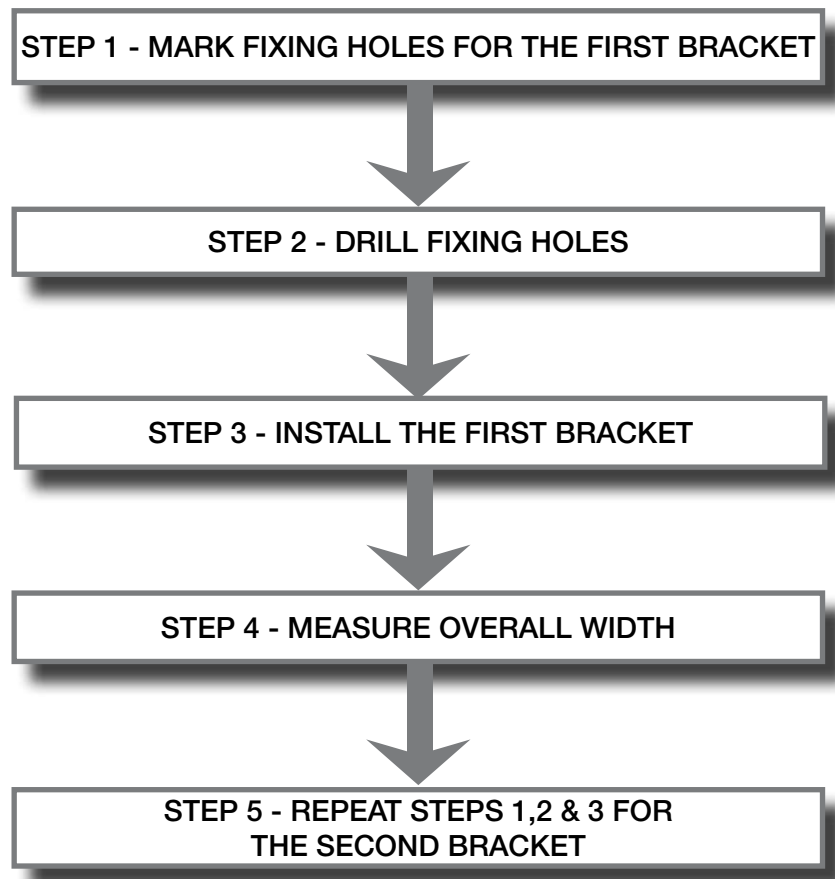 STEP 1 - MARK FIXING HOLES FOR THE FIRST BRACKET
STEP 2 - DRILL FIXING HOLES
STEP 3 - INSTALL THE FIRST BRACKET
STEP 4 - MEASURE OVERALL WIDTH
STEP 5 - REPEAT STEPS 1,2 & 3 FOR
THE SECOND BRACKET